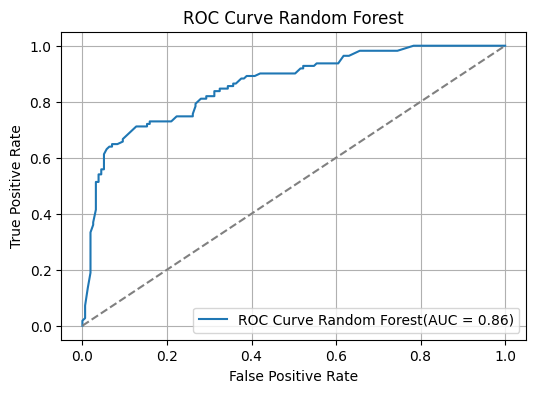 ROC Curve Random Forest
True Positive Rate
1.0
0.8
0.6
0.4
0.2
0.0
ROC Curve Random Forest(AUC = 0.86)
0.0 0.2 0.4 0.6 0.8 1.0
False Positive Rate